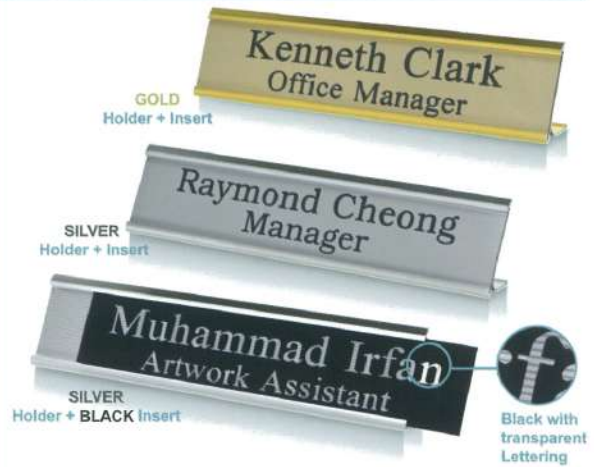 Kenneth Clark
Office Manager
GOLD
Holder + Insert
Raymond Cheong
Manager
SILVER
Holder + Insert
Muhammad Irfan
Artwork Assistant
SILVER
Holder + BLACK Insert
f
Black with
transparent
Lettering